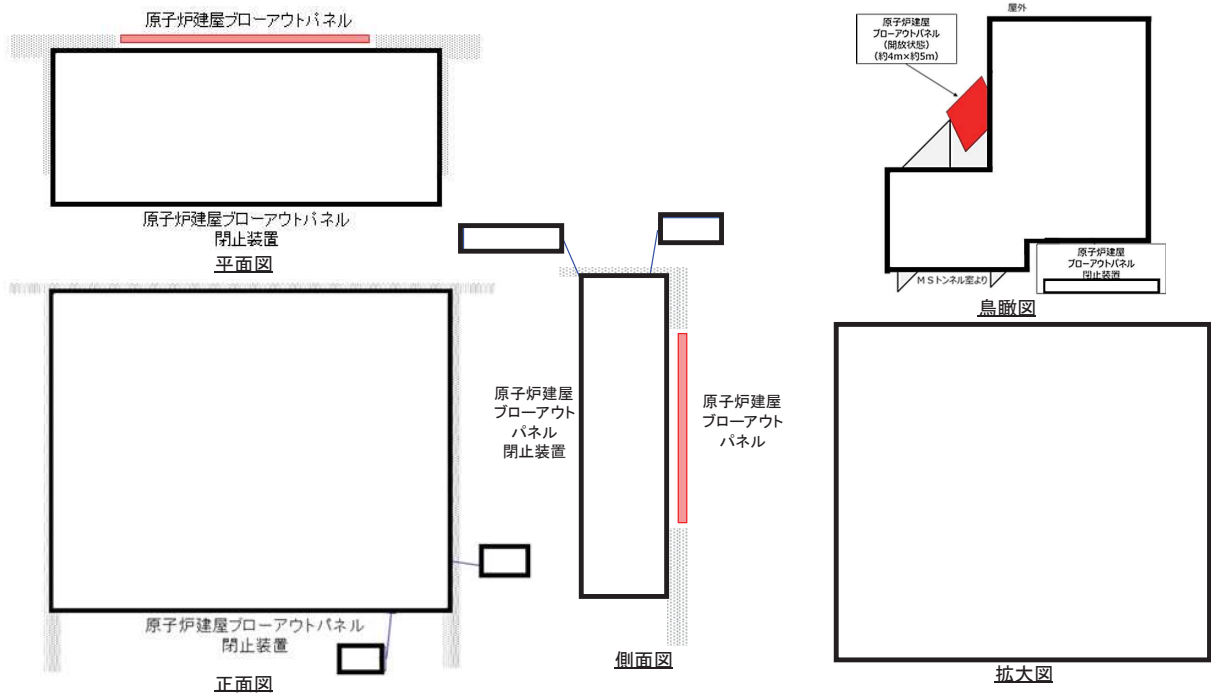 原子炉建屋ブローアウトパネル
原子炉建屋ブローアウトパネル
閉止装置
平面図
原子炉建屋ブローアウトパネル
閉止装置
正面図
原子炉建屋
ブローアウト
パネル
閉止装置
原子炉建屋
ブローアウト
パネル
側面図
屋外
原子炉建屋
ブローアウトパネル
(開放状態)
(約4m×約5m)
原子炉建屋
ブローアウトパネル
閉止装置
MSトンネル室より
鳥瞰図
拡大図